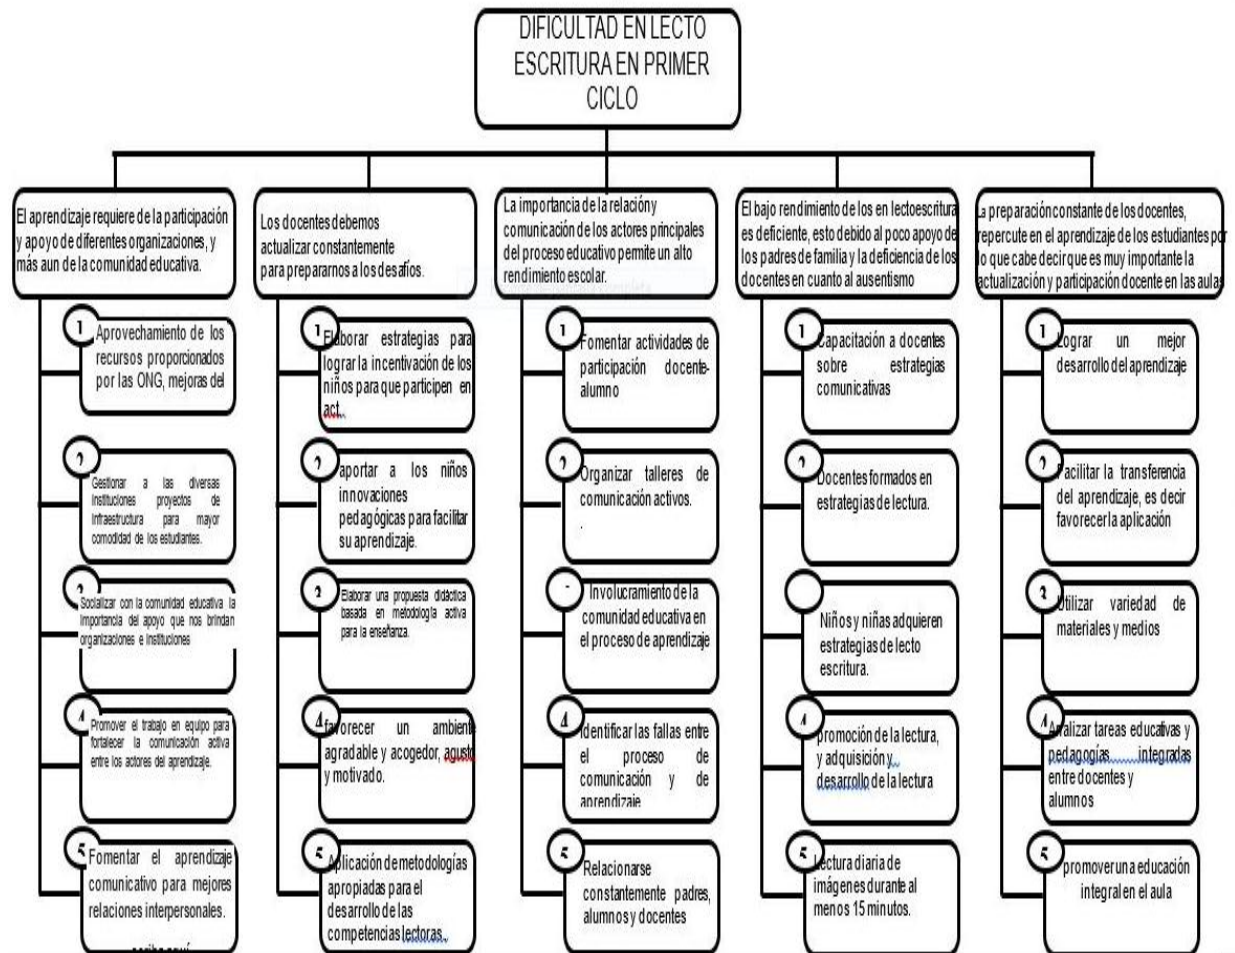 DIFICULTAD EN LECTO
ESCRITURA EN PRIMER
CICLO
El aprendizaje requiere de la participación
y apoyo de diferentes organizaciones, y
más aun de la comunidad educativa.
1
Aprovechamiento de los
recursos proporcionados
por las ONG, mejoras del
2
Gestionar a las diversas
Instituciones proyectos de
Infraestructura para mayor
comodidad de los estudiantes.
Socializar con la comunidad educativa la
Importancia del apoyo que nos brindan
organizaciones e Instituciones
4
Promover el trabajo en equipo para
fortalecer la comunicación activa
entre los actores del aprendizaje.
5
Fomentar el aprendizaje
comunicativo para mejores
relaciones interpersonales.
Los docentes debemos
actualizar constantemente
para prepararnos a los desafíos.
1
Elaborar estrategias para
lograr la incentivación de los
niños para que participen en
act..
2
aportar a los niños
innovaciones
pedagógicas para facilitar
su aprendizaje.
3
Elaborar una propuesta didáctica
basada en metodología activa
para la enseñanza.
4
favorecer un ambiente
agradable y acogedor, agusto
y motivado.
5
Aplicación de metodologías
apropiadas para el
desarrollo de las
competencias lectoras..
La importancia de la relación y
comunicación de los actores principales
del proceso educativo permite un alto
rendimiento escolar.
1
Fomentar actividades de
participación docente-
alumno
2
Organizar talleres de
comunicación activos.
.
Involucramiento de la
comunidad educativa en
el proceso de aprendizaje
4
Identificar las fallas entre
el proceso de
comunicación y de
aprendizaje
5
Relacionarse
constantemente padres,
alumnos y docentes
El bajo rendimiento de los en lectoescritura
es deficiente, esto debido al poco apoyo de
los padres de familia y la deficiencia de los
docentes en cuanto al ausentismo
1
Capacitación a docentes
sobre estrategias
comunicativas
2
Docentes formados en
estrategias de lectura.
Niños y niñas adquieren
estrategias de lecto
escritura.
4
promoción de la lectura,
y adquisición y
desarrollo de la lectura
5
Lectura diaria de
imágenes durante al
menos 15 minutos.
La preparación constante de los docentes,
repercute en el aprendizaje de los estudiantes por
lo que cabe decir que es muy importante la
actualización y participación docente en las aulas
1
Lograr un mejor
desarrollo del aprendizaje
2
Facilitar la transferencia
del aprendizaje, es decir
favorecer la aplicación
3
Utilizar variedad de
materiales y medios
4
Analizar tareas educativas y
pedagogías integradas
entre docentes y
alumnos
5
promover una educación
integral en el aula